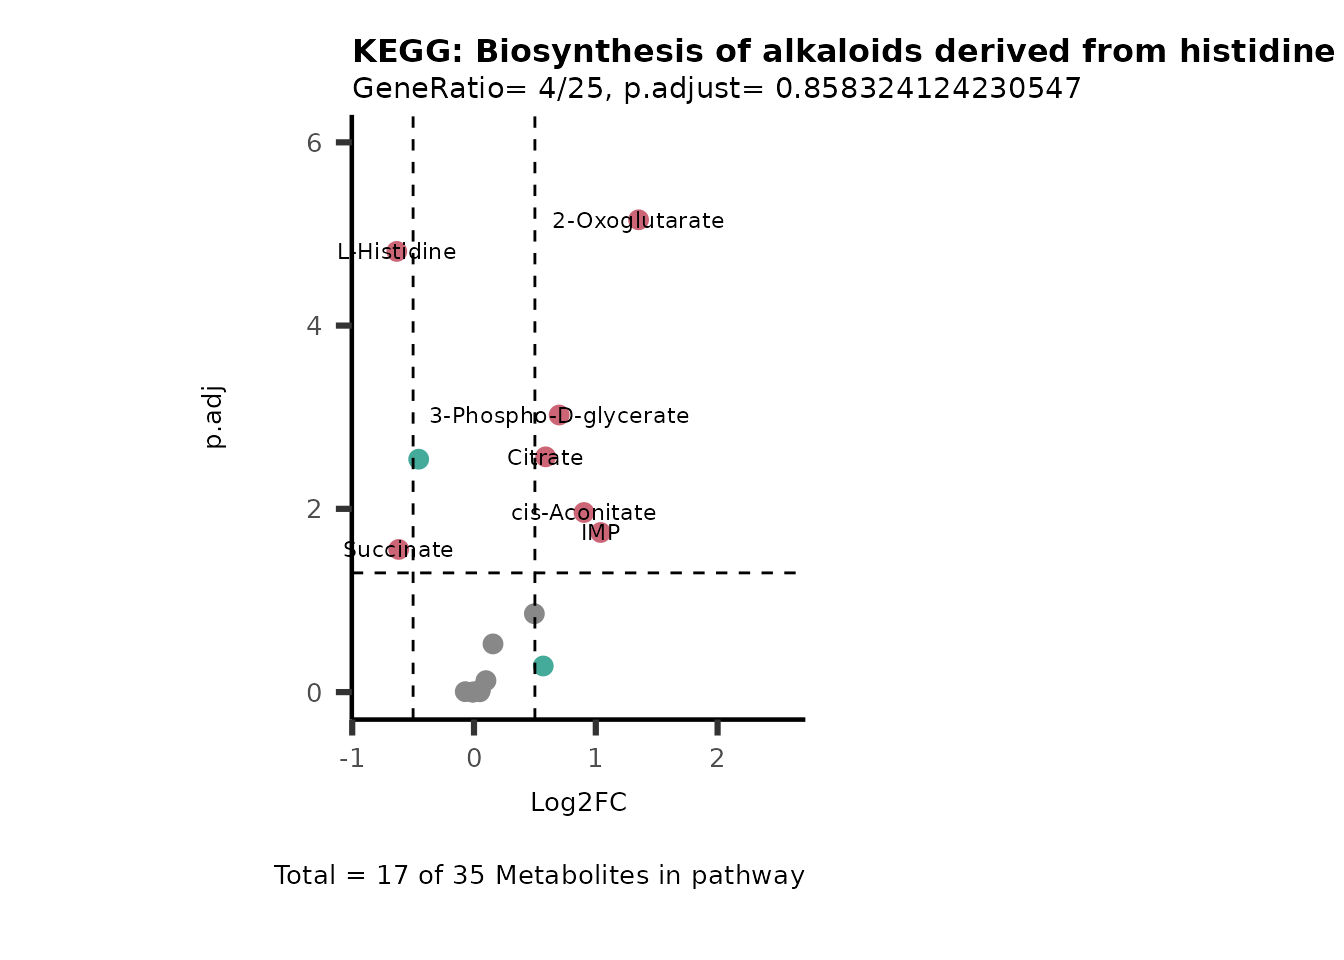 KEGG: Biosynthesis of alkaloids derived from histidine
GeneRatio= 4/25, p.adjust= 0.858324124230547
6
2-Oxoglutarate
L-Histidine
4
p.adj
3-Phospho-D-glycerate
Citrate
2
cis-Aconitate
IMP
Succinate
0
-1 0 1 2
Log2FC
Total = 17 of 35 Metabolites in pathway